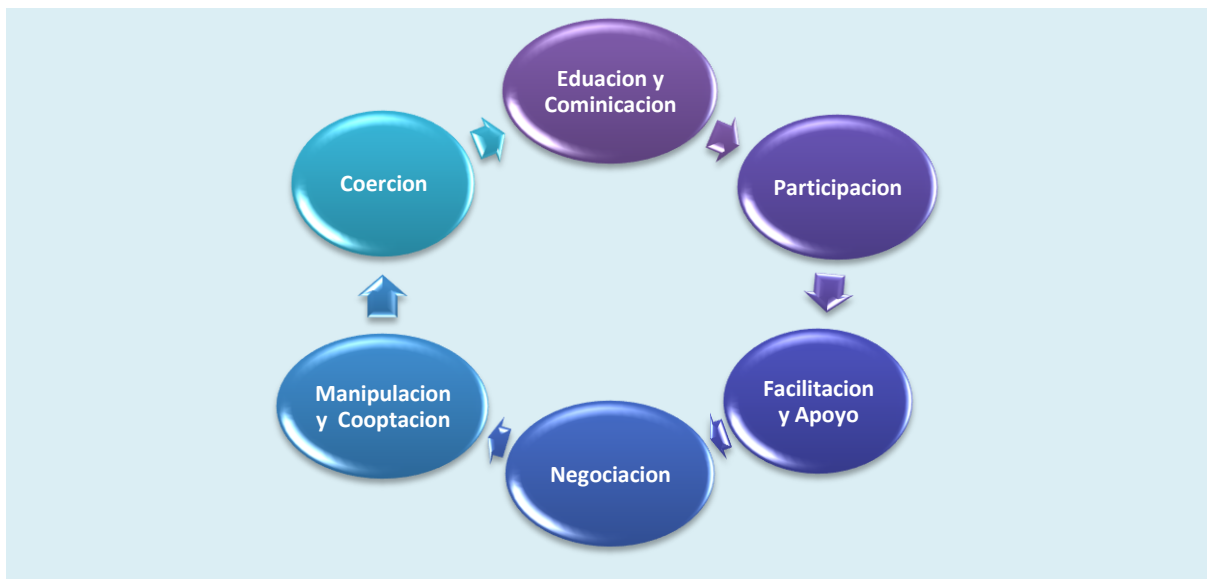 Eduacion y
Cominicacion
Participacion
Facilitacion
y Apoyo
Negociacion
Manipulacion
y Cooptacion
Coercion